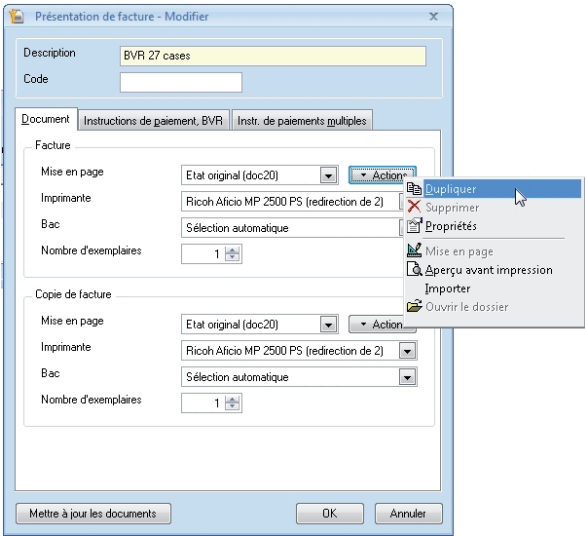 Présentation de facture - Modifier
Description
BVR 27 cases
Code
Document
Instructions de paiement, BVR
Instr. de paiements multiples
Facture
Mise en page
Etat original (doc20)
Actions
Imprimante
Ricoh Aficio MP 2500 PS (redirection de 2)
Bac
Sélection automatique
Nombre d'exemplaires
1
Dupliquer
Supprimer
Propriétés
Mise en page
Aperçu avant impression
Importer
Ouvrir le dossier
Copie de facture
Mise en page
Etat original (doc20)
Action...
Imprimante
Ricoh Aficio MP 2500 PS (redirection de 2)
Bac
Sélection automatique
Nombre d'exemplaires
1
Mettre à jour les documents
OK
Annuler